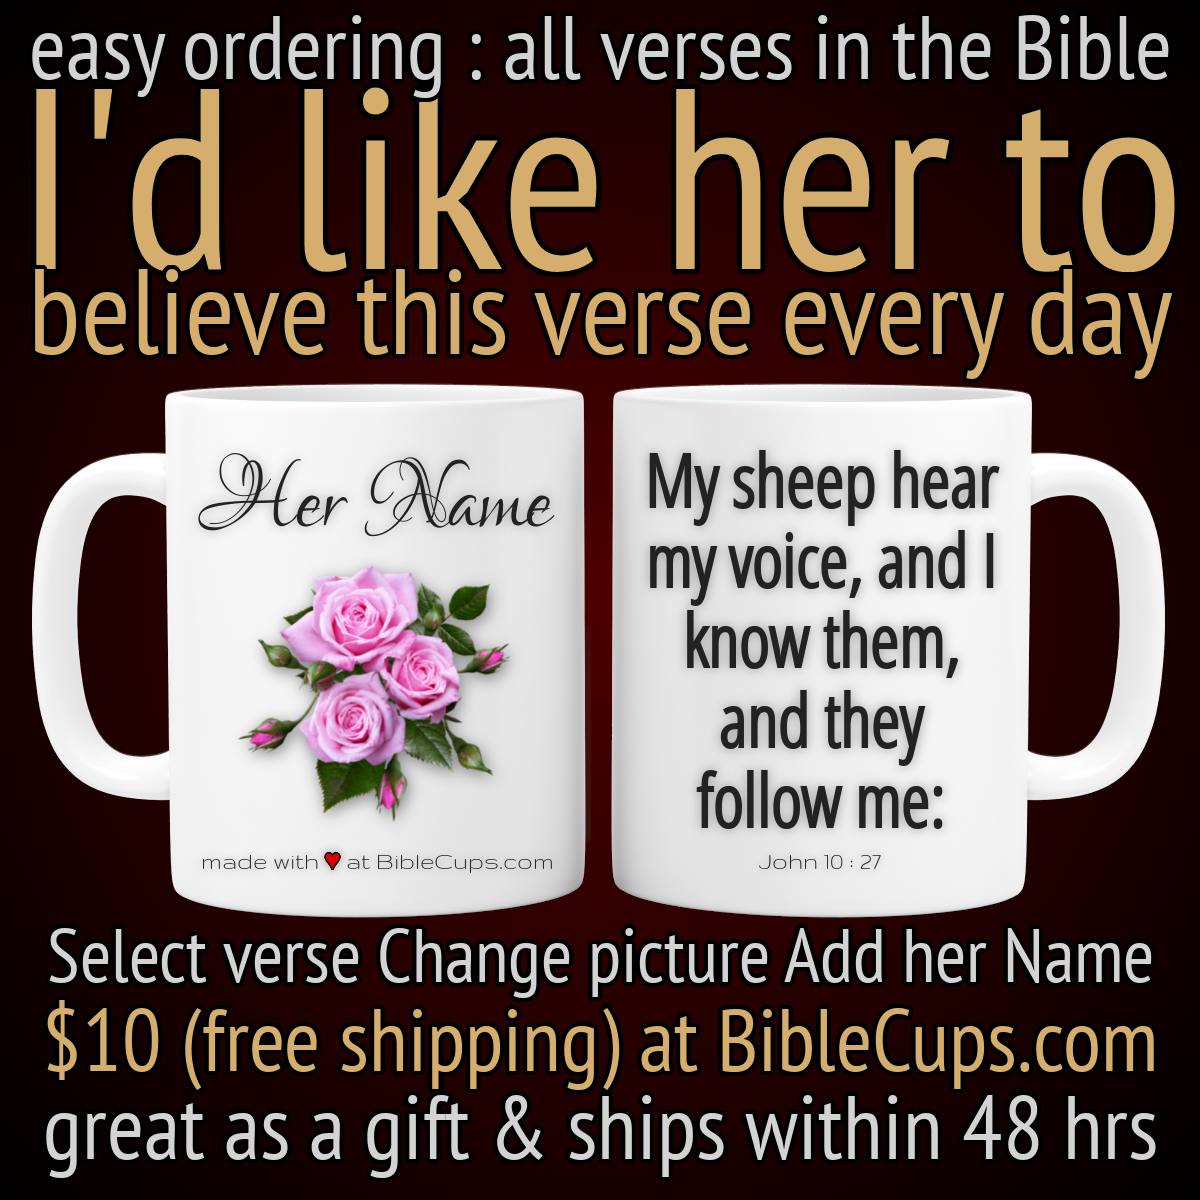 easy ordering : all verses in the Bible
I'd like her to
believe this verse every day
Her Name
made with ♥ at BibleCups.com
My sheep hear
my voice, and I
know them,
and they
follow me:
John 10 : 27
Select verse Change picture Add her Name
$10 (free shipping) at BibleCups.com
great as a gift & ships within 48 hrs